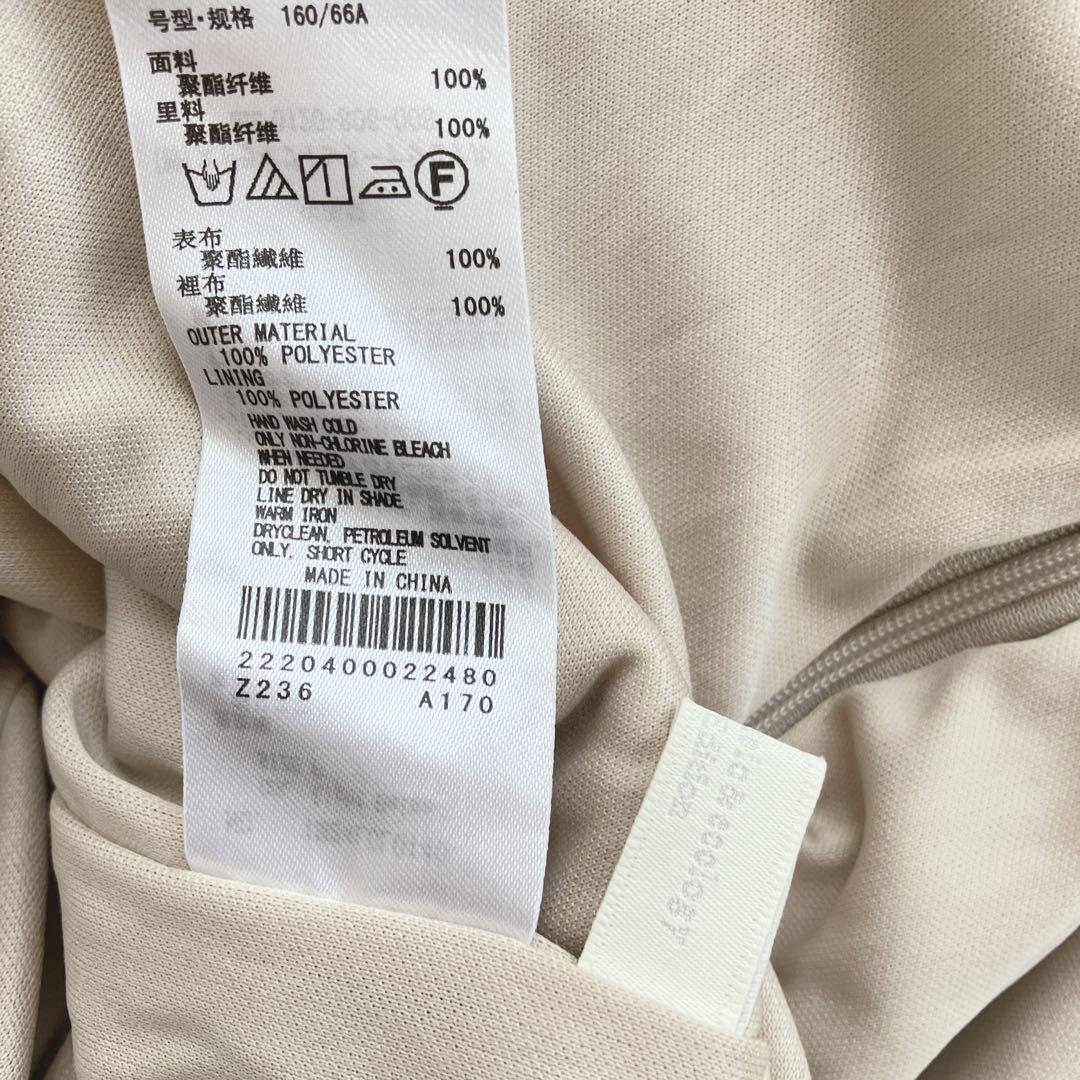 号型·规格 160/66A
面料
聚酯纤维 100%
里料
聚酯纤维 100%
F
表布
聚酯纖維 100%
裡布
聚酯纖維 100%
OUTER MATERIAL
100% POLYESTER
LINING
100% POLYESTER
HAND WASH COLD
ONLY NON-CHLORINE BLEACH
WHEN NEEDED
DO NOT TUMBLE DRY
LINE DRY IN SHADE
WARM IRON
DRYCLEAN, PETROLEUM SOLVENT
ONLY, SHORT CYCLE
MADE IN CHINA
2220400022480
Z236 A170